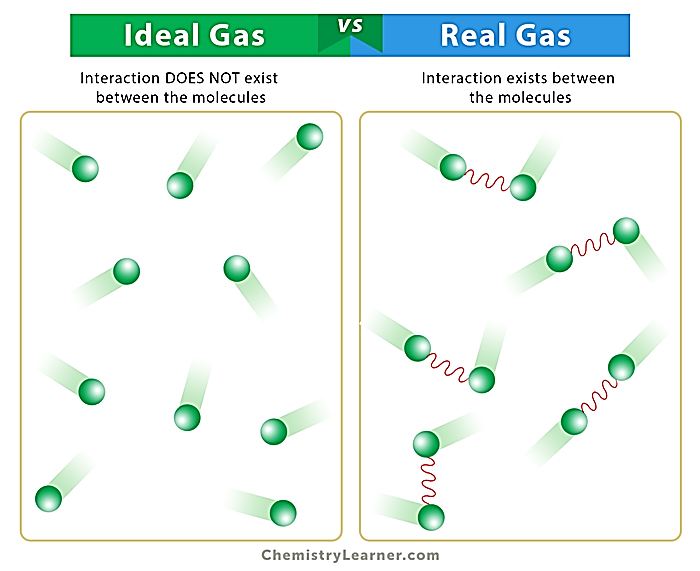 Ideal Gas vs Real Gas
Interaction DOES NOT exist
between the molecules
Interaction exists between
the molecules
ChemistryLearner.com